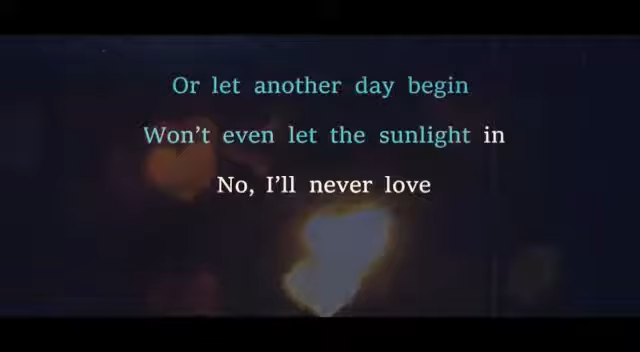 Or let another day begin
Won't even let the sunlight in
No, I'll never love